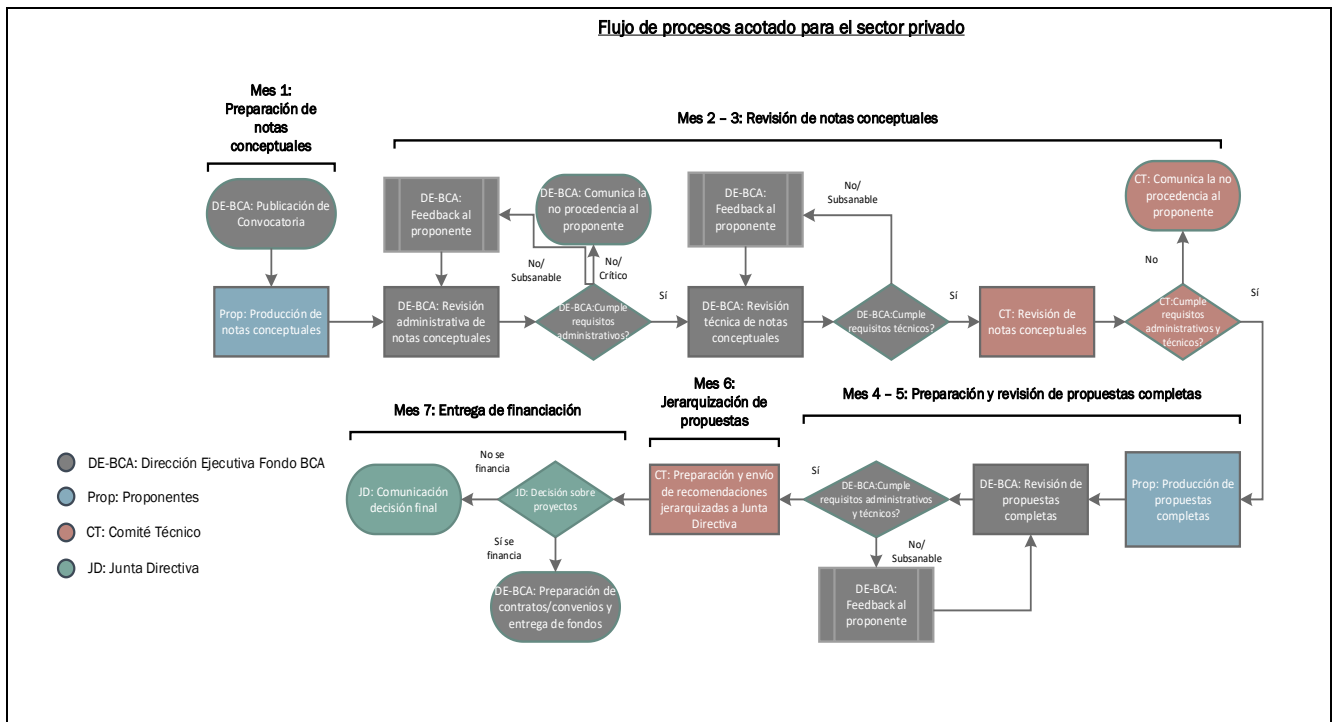 Flujo de procesos acotado para el sector privado
Mes 1:
Preparación de
notas
conceptuales
Mes 2 – 3: Revisión de notas conceptuales
DE-BCA: Publicación de
Convocatoria
DE-BCA:
Feedback al
proponente
DE-BCA: Comunica la
no procedencia al
proponente
DE-BCA:
Feedback al
proponente
No/
Subsanable
CT: Comunica la no
procedencia al
proponente
No/
Subsanable
No/
Crítico
No
Prop: Producción de
notas conceptuales
DE-BCA: Revisión
administrativa de
notas conceptuales
DE-BCA:Cumple
requisitos
administrativos?
Sí
DE-BCA: Revisión
técnica de notas
conceptuales
DE-BCA:Cumple
requisitos técnicos?
Sí
CT: Revisión de
notas conceptuales
CT:Cumple
requisitos
administrativos y
técnicos?
Sí
Mes 7: Entrega de financiación
Mes 6:
Jerarquización de
propuestas
Mes 4 – 5: Preparación y revisión de propuestas completas
JD: Comunicación
decisión final
No se
financia
JD: Decisión sobre
proyectos
Sí se
financia
CT: Preparación y envío
de recomendaciones
jerarquizadas a Junta
Directiva
Sí
DE-BCA:Cumple
requisitos administrativos
y técnicos?
No/
Subsanable
DE-BCA: Revisión de
propuestas
completas
Prop: Producción de
propuestas
completas
DE-BCA: Preparación de
contratos/convenios y
entrega de fondos
DE-BCA:
Feedback al
proponente
DE-BCA: Dirección Ejecutiva Fondo BCA
Prop: Proponentes
CT: Comité Técnico
JD: Junta Directiva